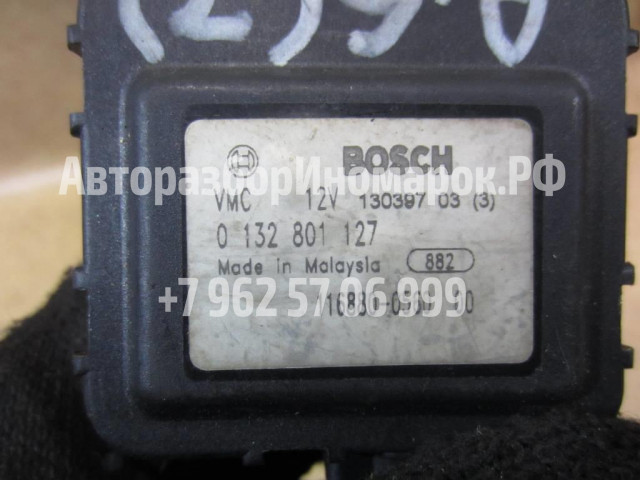 А.Б(2)
BOSCH
АвторазборИномарок.РФ
VMC 12V 130397 03 (3)
0 132 801 127
Made in Malaysia 882
+7 962 57 06 999